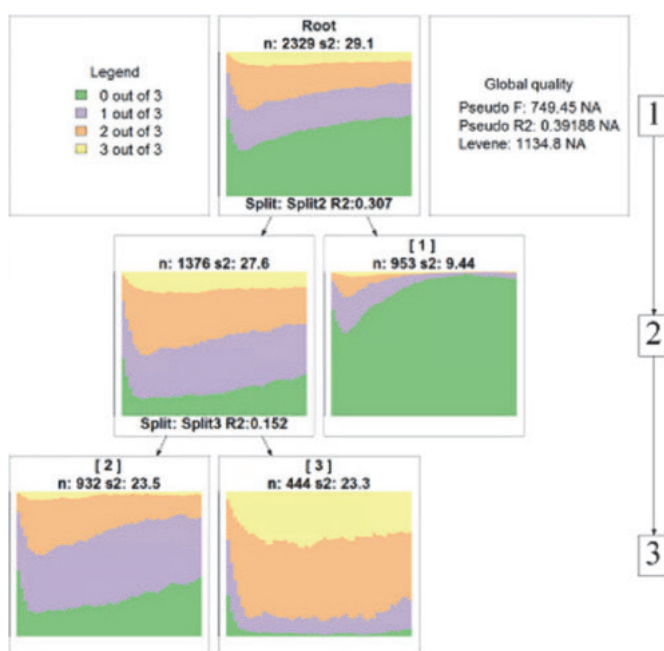 Root
n: 2329 s2: 29.1
Legend
0 out of 3
1 out of 3
2 out of 3
3 out of 3
Global quality
Pseudo F: 749.45 NA
Pseudo R2: 0.39188 NA
Levene: 1134.8 NA
1
Split: Split2 R2:0.307
n: 1376 s2: 27.6
[ 1 ]
n: 953 s2: 9.44
2
Split: Split3 R2:0.152
[ 2 ]
n: 932 s2: 23.5
[ 3 ]
n: 444 s2: 23.3
3